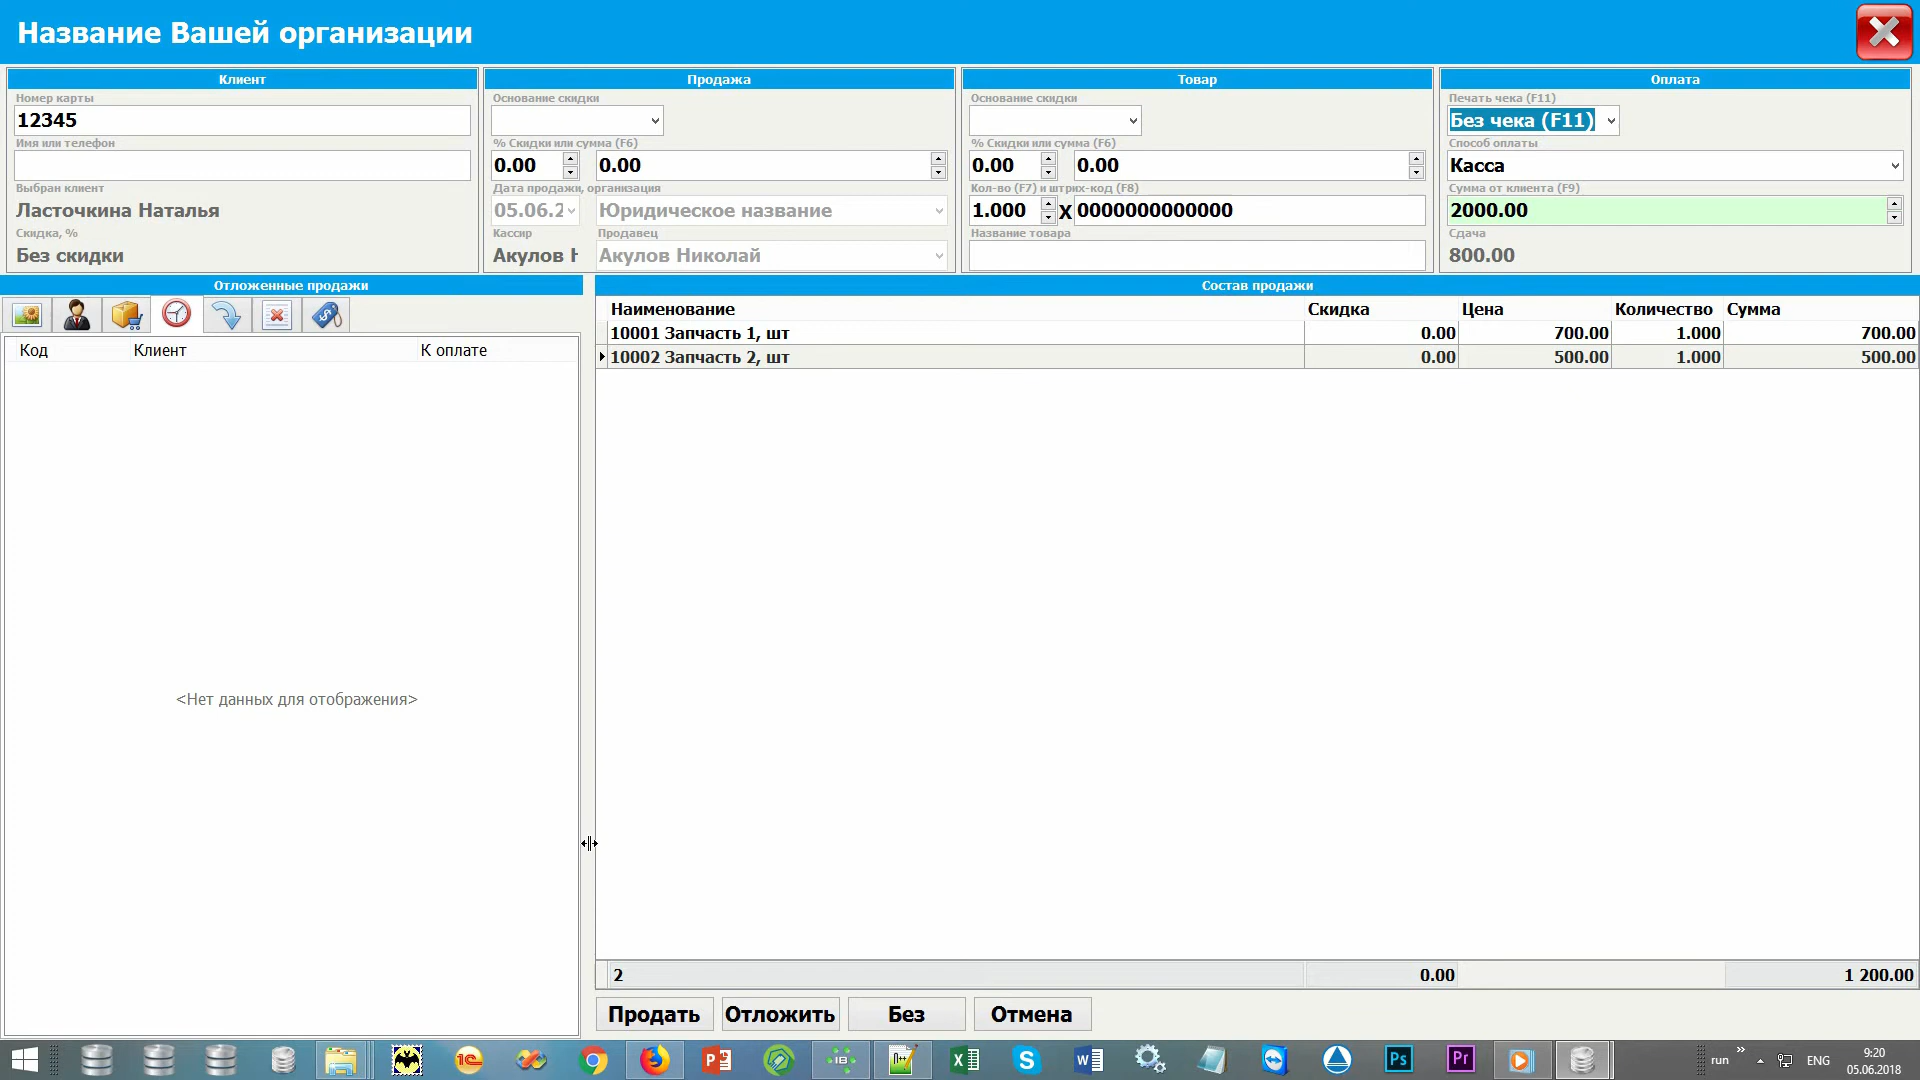 Название Вашей организации
Клиент
Номер карты
12345
Имя или телефон
Выбран клиент
Ласточкина Наталья
Скидка, %
Без скидки
Продажа
Основание скидки
% Скидки или сумма (F6)
0.00 0.00
Дата продажи, организация
05.06.2 Юридическое название
Кассир Продавец
Акулов Н Акулов Николай
Товар
Основание скидки
% Скидки или сумма (F6)
0.00 0.00
Кол-во (F7) и штрих-код (F8)
1.000 X 0000000000000
Название товара
Оплата
Печать чека (F11)
Без чека (F11)
Способ оплаты
Касса
Сумма от клиента (F9)
2000.00
Сдача
800.00
Отложенные продажи
Код Клиент К оплате
<Нет данных для отображения>
Состав продажи
Наименование Скидка Цена Количество Сумма
10001 Запчасть 1, шт 0.00 700.00 1.000 700.00
10002 Запчасть 2, шт 0.00 500.00 1.000 500.00
2 0.00 1 200.00
Продать Отложить Без Отмена
run ENG 9:20
05.06.2018